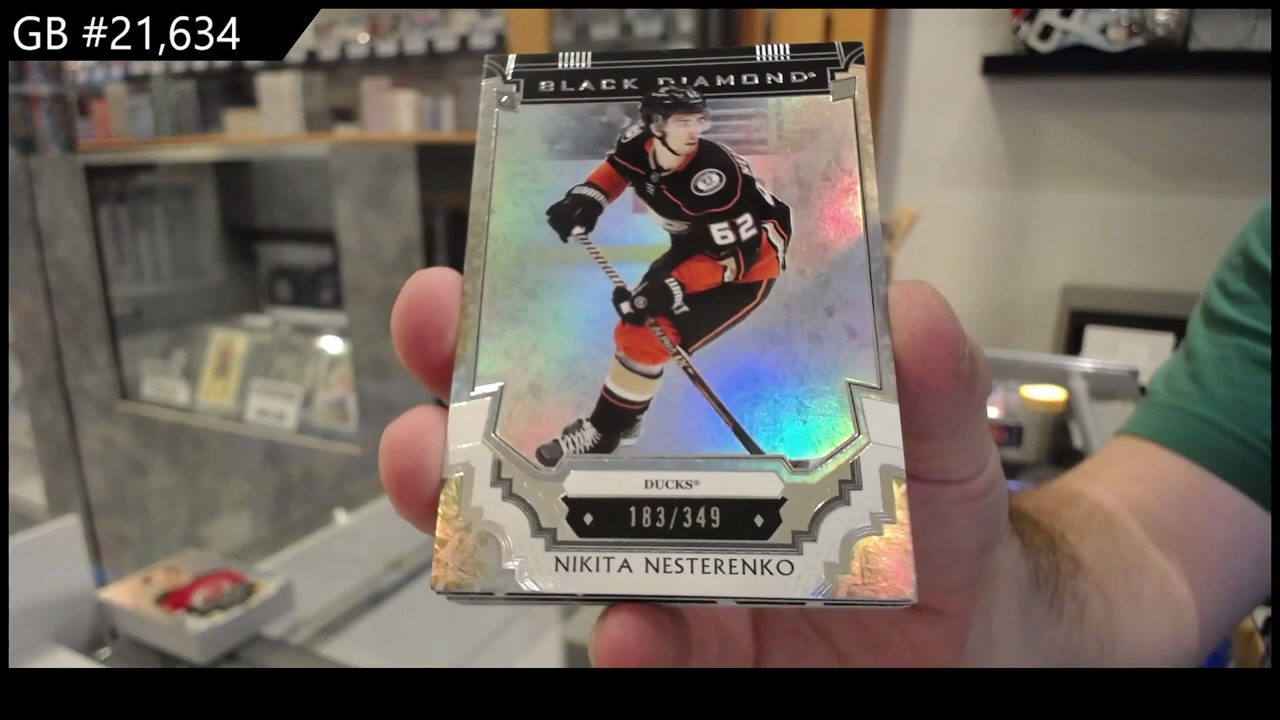 GB #21,634
BLACK DIAMOND
62
DUCKS®
183/349
NIKITA NESTERENKO